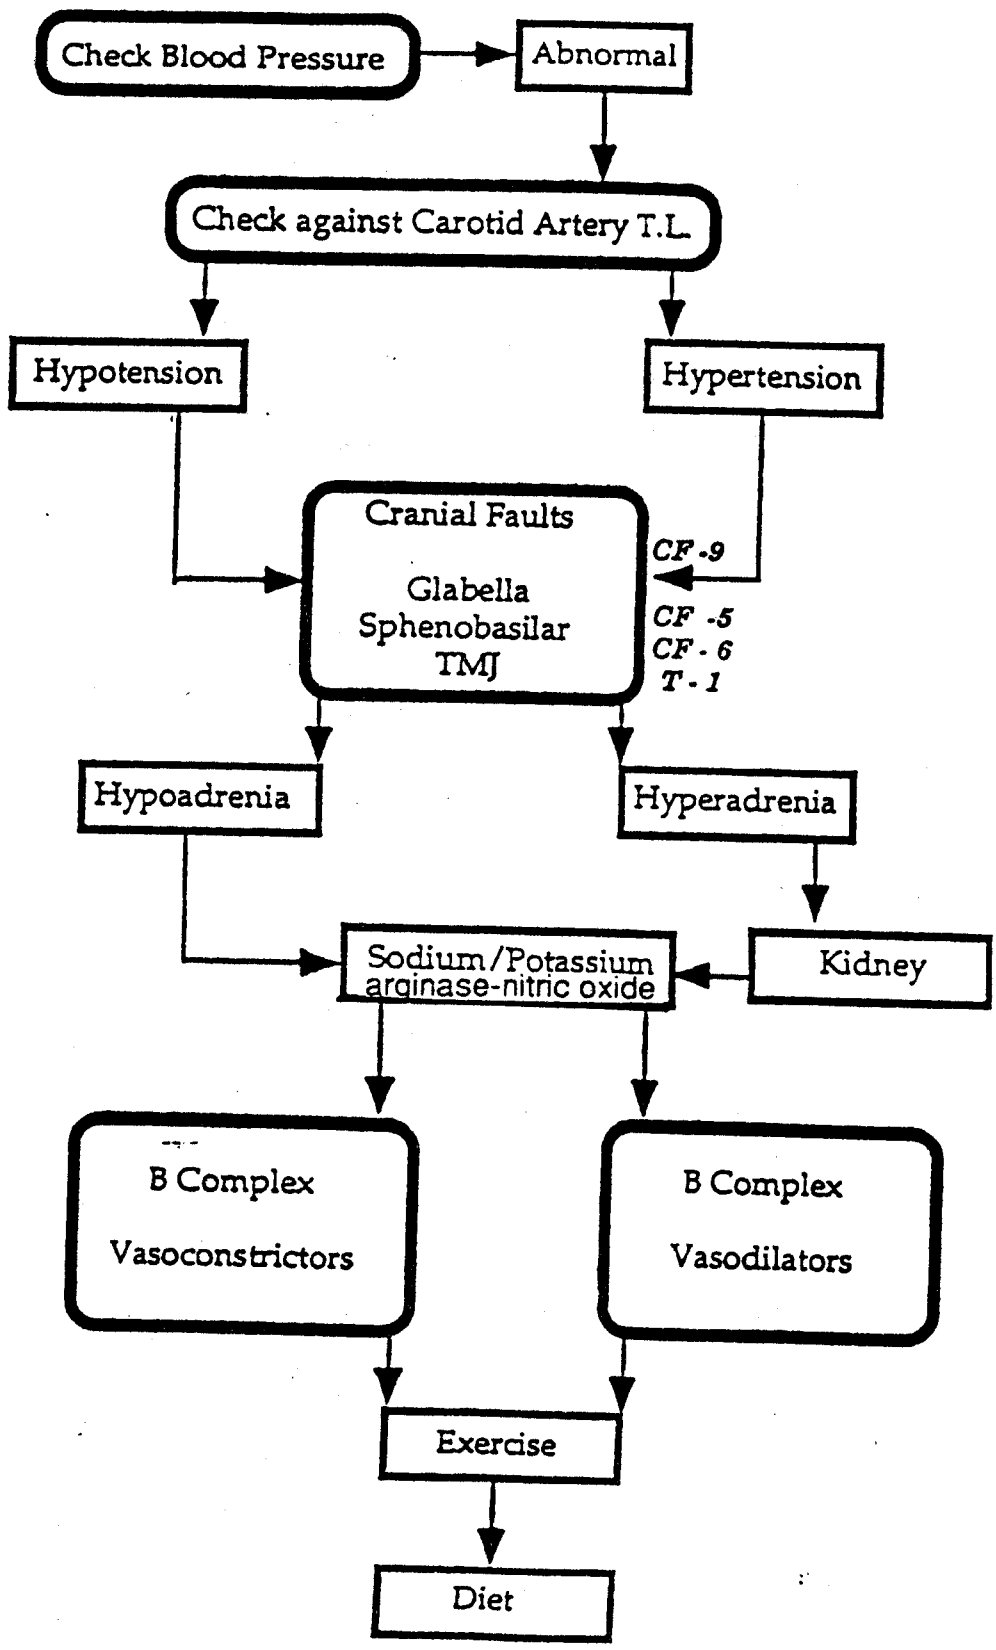 Check Blood Pressure
Abnormal
Check against Carotid Artery T.L.
Hypotension
Hypertension
Cranial Faults
Glabella
Sphenobasilar
TMJ
CF-9
CF -5
CF - 6
T - 1
Hypoadrenia
Hyperadrenia
Sodium/Potassium
arginase-nitric oxide
Kidney
B Complex
Vasoconstrictors
B Complex
Vasodilators
Exercise
Diet